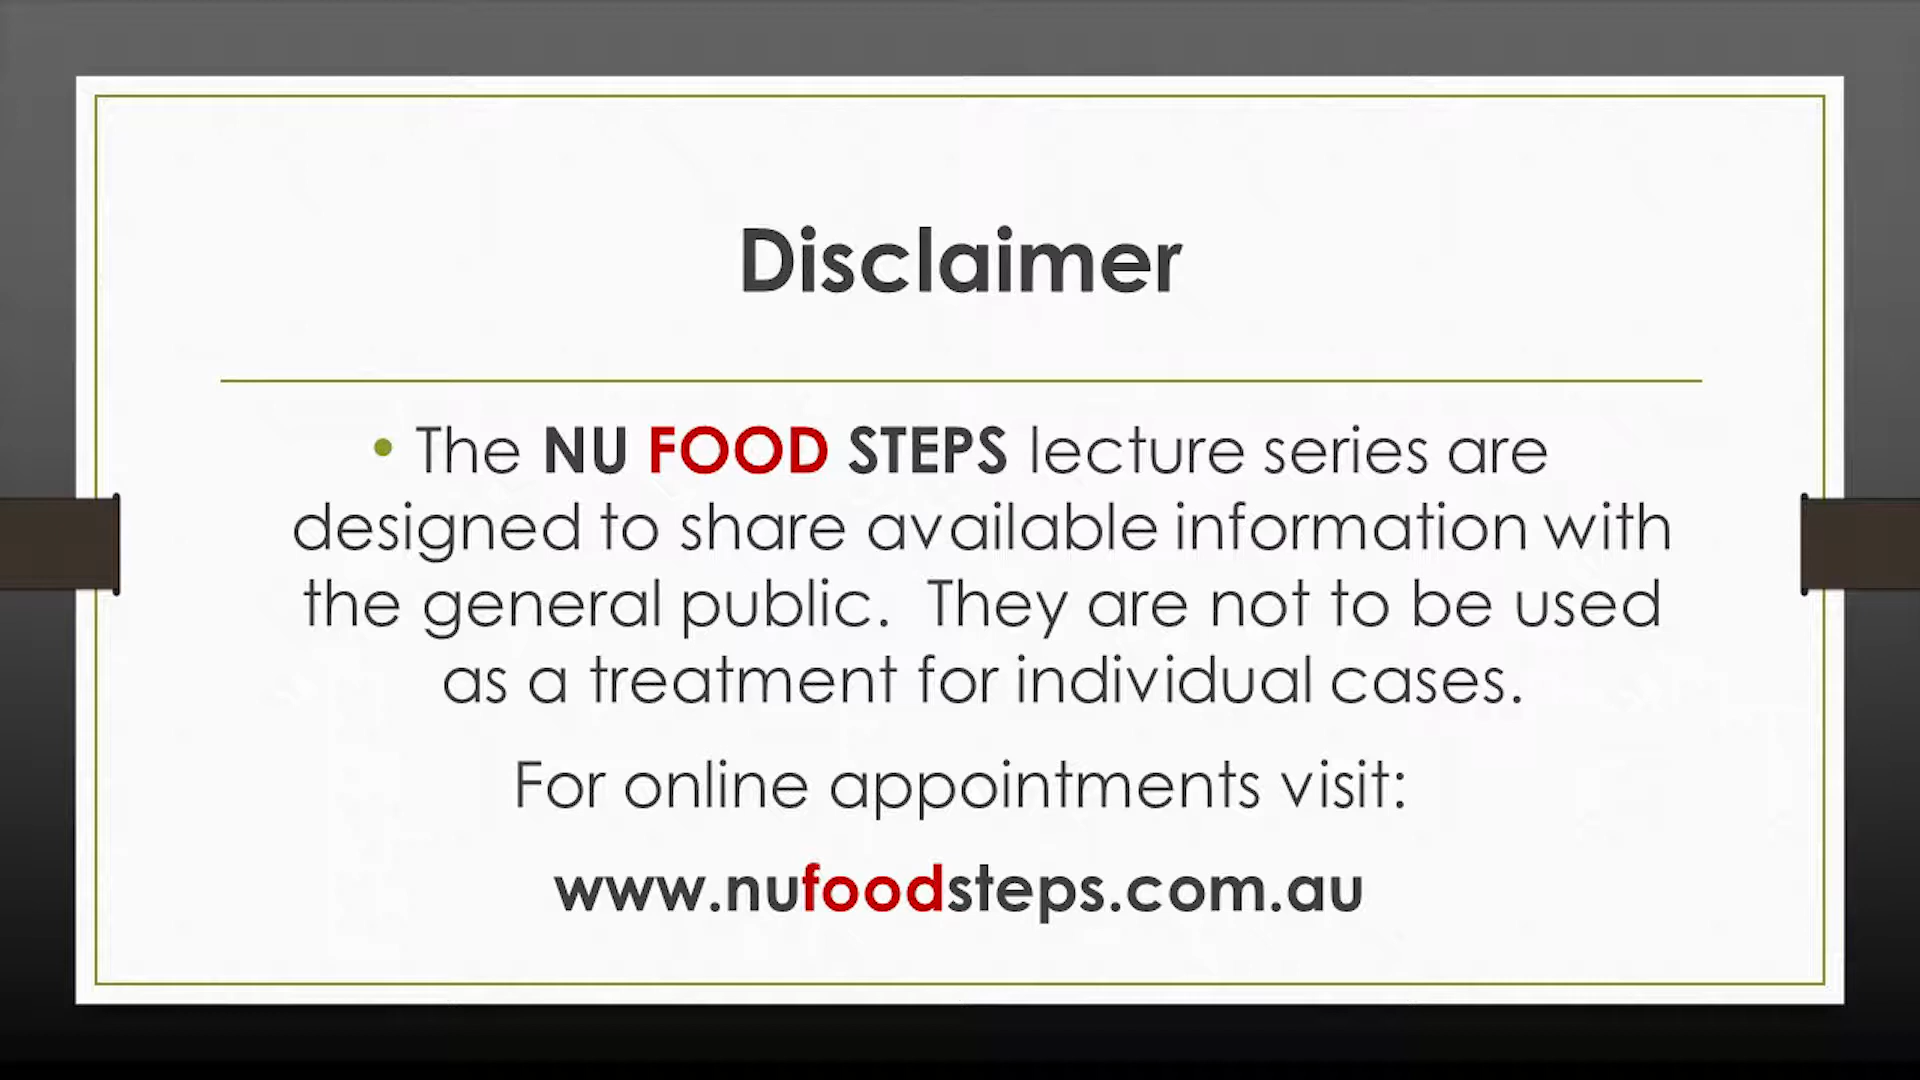 Disclaimer
• The NU FOOD STEPS lecture series are
designed to share available information with
the general public.  They are not to be used
as a treatment for individual cases.
For online appointments visit:
www.nufoodsteps.com.au